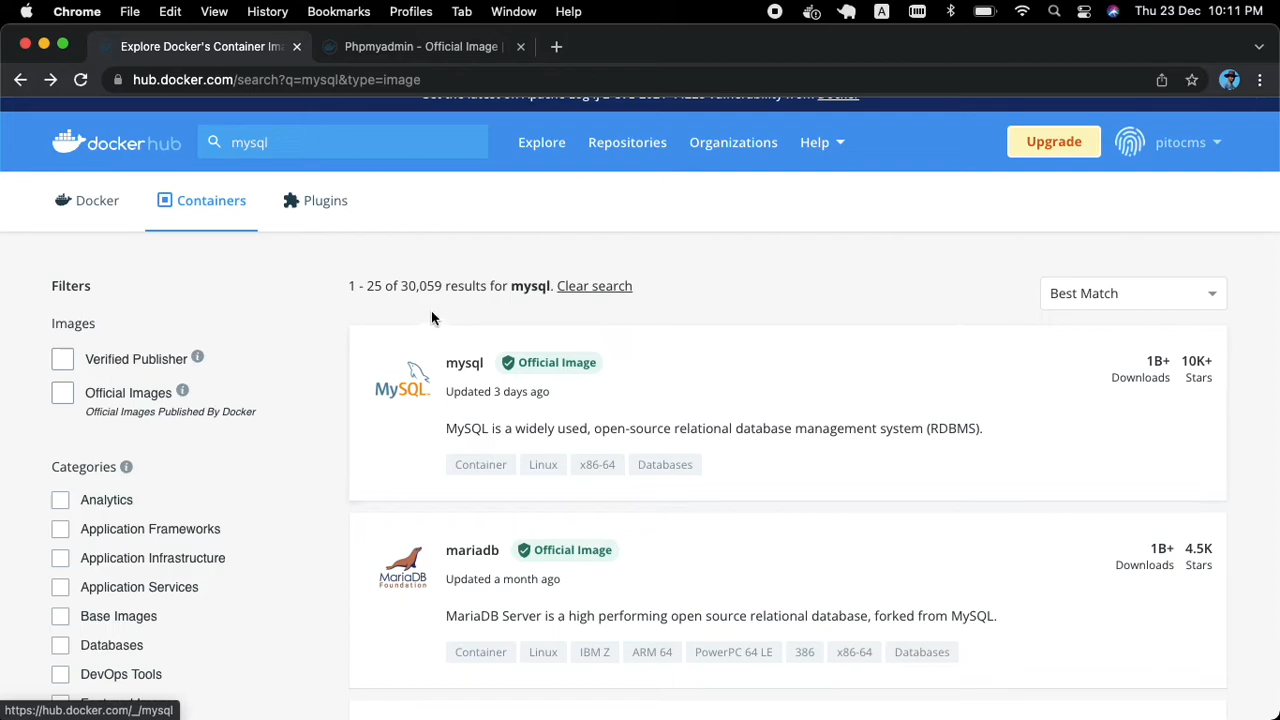 Chrome File Edit View History Bookmarks Profiles Tab Window Help A Thu 23 Dec 10:11 PM
Explore Docker's Container Ima Phpmyadmin - Official Image
hub.docker.com/search?q=mysql&type=image
docker hub mysql Explore Repositories Organizations Help Upgrade pitocms
Docker Containers Plugins
Filters
Images
Verified Publisher
Official Images
Official Images Published By Docker
Categories
Analytics
Application Frameworks
Application Infrastructure
Application Services
Base Images
Databases
DevOps Tools
1 - 25 of 30,059 results for mysql. Clear search
Best Match
MySQL
mysql Official Image
Updated 3 days ago
1B+ 10K+
Downloads Stars
MySQL is a widely used, open-source relational database management system (RDBMS).
Container Linux x86-64 Databases
MariaDB
Foundation
mariadb Official Image
Updated a month ago
1B+ 4.5K
Downloads Stars
MariaDB Server is a high performing open source relational database, forked from MySQL.
Container Linux IBM Z ARM 64 PowerPC 64 LE 386 x86-64 Databases
https://hub.docker.com/_/mysql